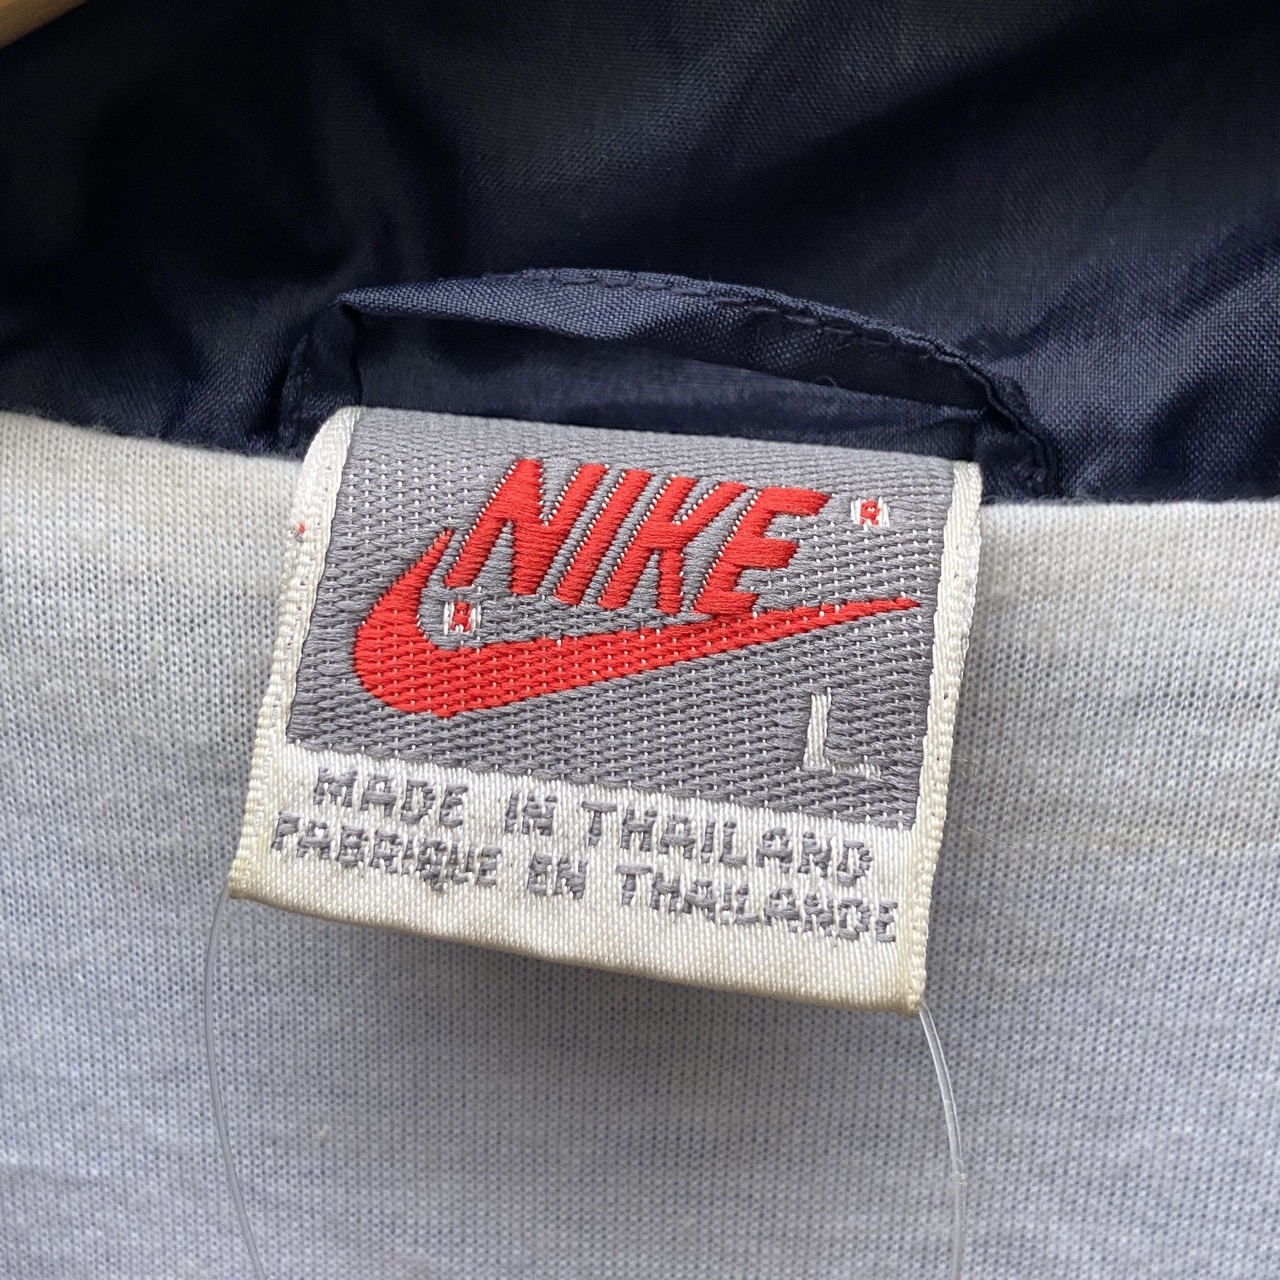 NIKE ®
®
L
MADE IN THAILAND
FABRIQUE EN THAILANDE